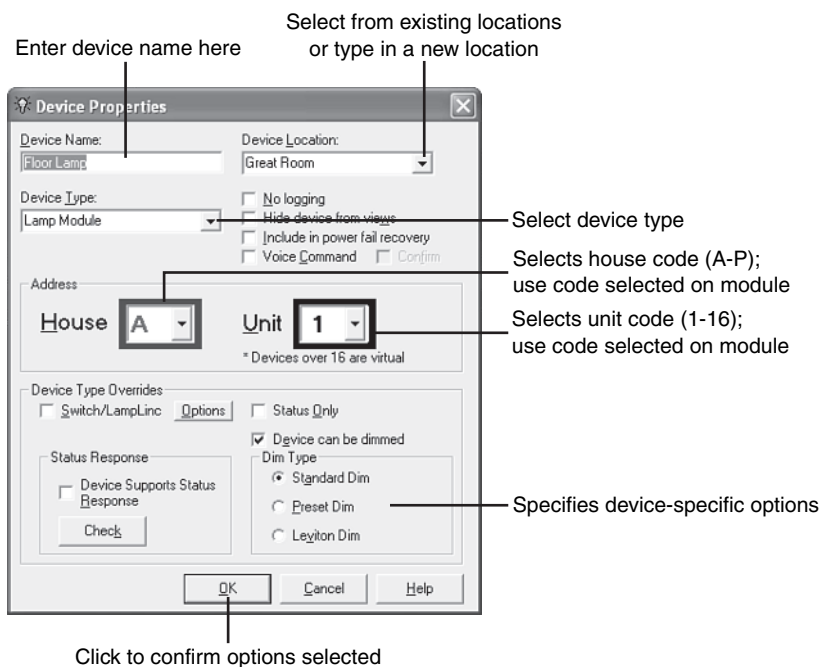 Select from existing locations
or type in a new location
Enter device name here
Device Properties
Device Name:
Device Location:
Floor Lamp
Great Room
Device Type:
Lamp Module
No logging
Hide device from views
Include in power fail recovery
Voice Command
Confirm
Select device type
Selects house code (A-P);
use code selected on module
Address
House
A
Unit
1
* Devices over 16 are virtual
Selects unit code (1-16);
use code selected on module
Device Type Overrides
Switch/LampLinc
Options
Status Only
Device can be dimmed
Status Response
Device Supports Status
Response
Check
Dim Type
Standard Dim
Preset Dim
Leviton Dim
Specifies device-specific options
OK
Cancel
Help
Click to confirm options selected